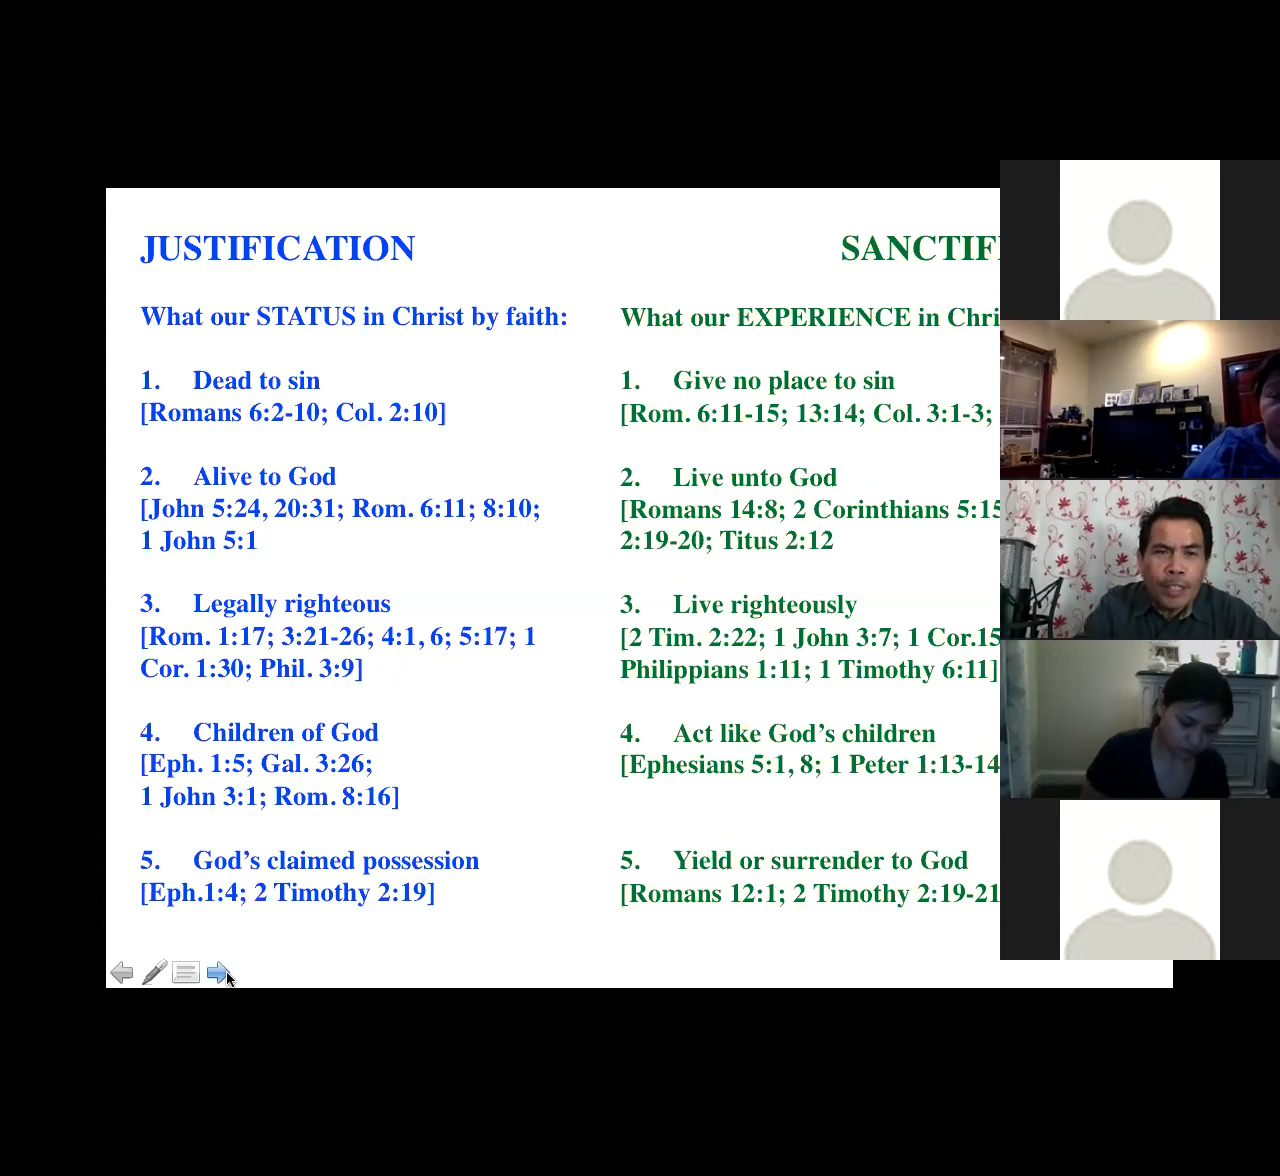 JUSTIFICATION
What our STATUS in Christ by faith:
1. Dead to sin
[Romans 6:2-10; Col. 2:10]
2. Alive to God
[John 5:24, 20:31; Rom. 6:11; 8:10;
1 John 5:1
3. Legally righteous
[Rom. 1:17; 3:21-26; 4:1, 6; 5:17; 1
Cor. 1:30; Phil. 3:9]
4. Children of God
[Eph. 1:5; Gal. 3:26;
1 John 3:1; Rom. 8:16]
5. God’s claimed possession
[Eph.1:4; 2 Timothy 2:19]
What our EXPERIENCE in
1. Give no place to sin
[Rom. 6:11-15; 13:14; Col. 3:1-3;
2. Live unto God
[Romans 14:8; 2 Corinthians 5:15
2:19-20; Titus 2:12
3. Live righteously
[2 Tim. 2:22; 1 John 3:7; 1 Cor.15
Philippians 1:11; 1 Timothy 6:11]
4. Act like God’s children
[Ephesians 5:1, 8; 1 Peter 1:13-14
5. Yield or surrender to God
[Romans 12:1; 2 Timothy 2:19-21